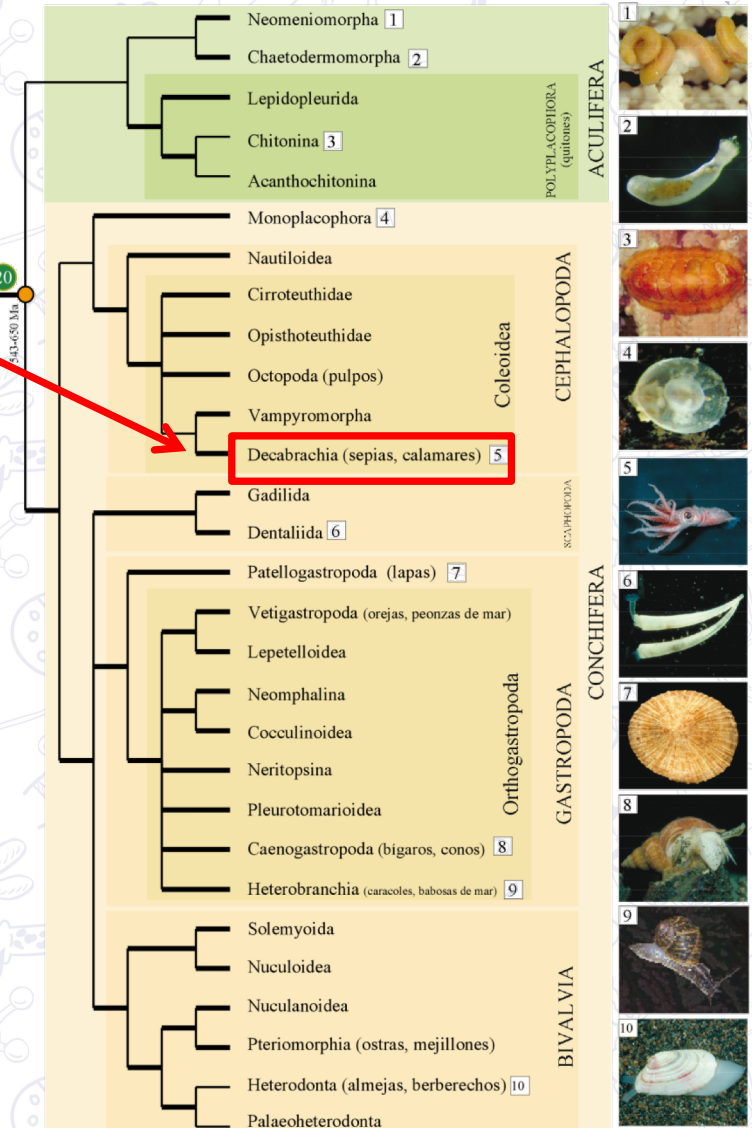 Neomeniomorpha 1
Chaetodermomorpha 2
Lepidopleurida
Chitonina 3
Acanthochitonina
POLYPLACOPHORA
(quitones)
ACULIFERA
Monoplacophora 4
Nautiloidea
Cirroteuthidae
Opisthoteuthidae
Octopoda (pulpos)
Vampyromorpha
Decabrachia (sepias, calamares) 5
Coleoidea
CEPHALOPODA
20
543-650 Ma
Gadilida
Dentaliida 6
SCAPHOPODA
Patellogastropoda (lapas) 7
Vetigastropoda (orejas, peonzas de mar)
Lepetelloidea
Neomphalina
Cocculinoidea
Neritopsina
Pleurotomarioidea
Caenogastropoda (bígaros, conos) 8
Heterobranchia (caracoles, babosas de mar) 9
Orthogastropoda
GASTROPODA
CONCHIFERA
Solemyoida
Nuculoidea
Nuculanoidea
Pteriomorphia (ostras, mejillones)
Heterodonta (almejas, berberechos) 10
Palaeoheterodonta
BIVALVIA
1
2
3
4
5
6
7
8
9
10